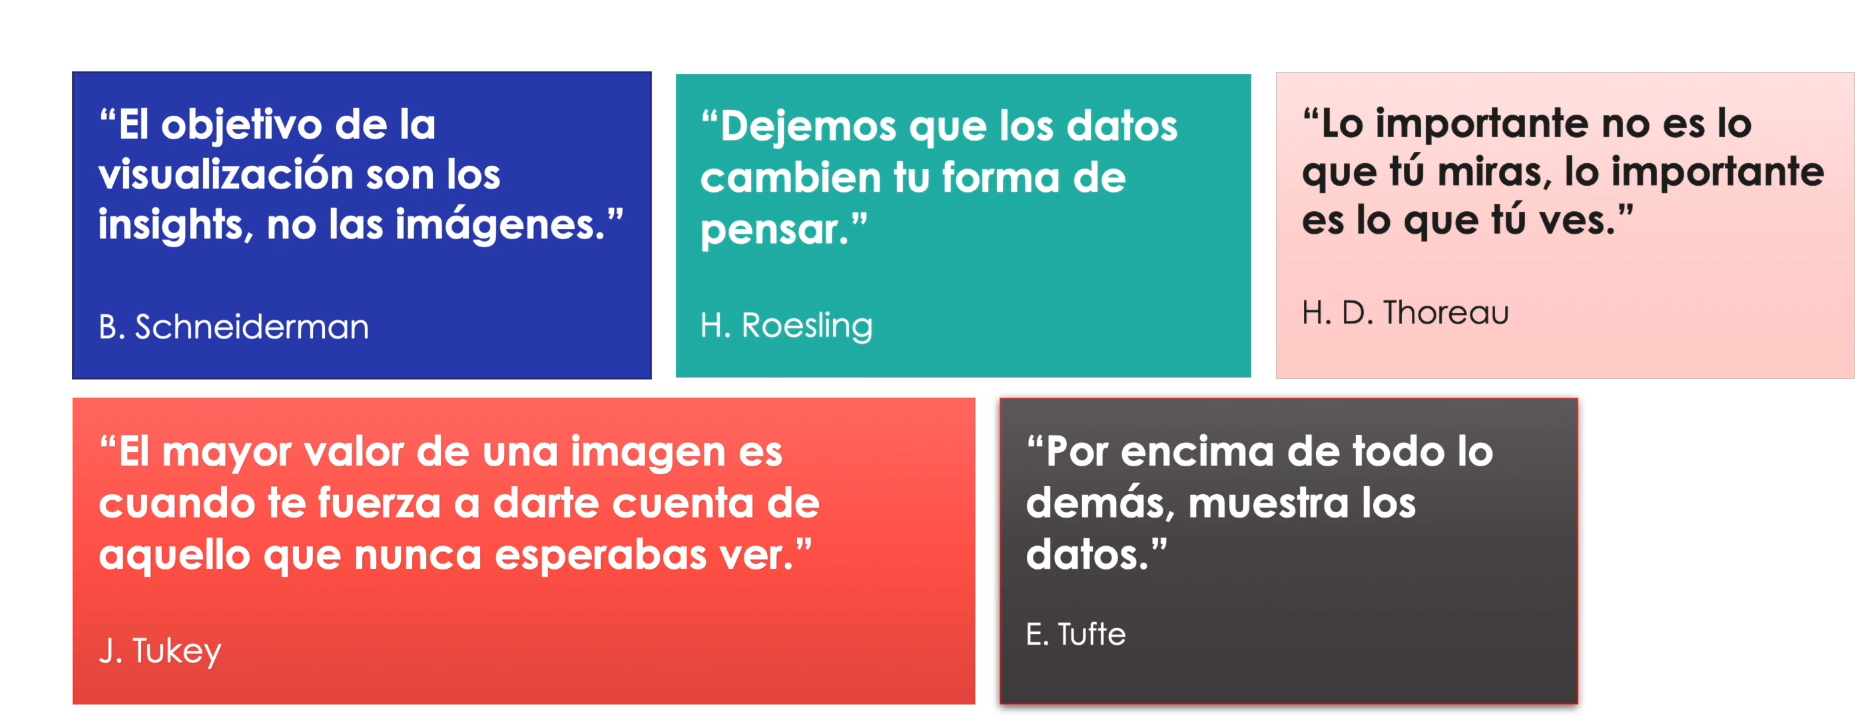 “El objetivo de la
visualización son los
insights, no las imágenes.”
B. Schneiderman
“Dejemos que los datos
cambien tu forma de
pensar.”
H. Roesling
“Lo importante no es lo
que tú miras, lo importante
es lo que tú ves.”
H. D. Thoreau
“El mayor valor de una imagen es
cuando te fuerza a darte cuenta de
aquello que nunca esperabas ver.”
J. Tukey
“Por encima de todo lo
demás, muestra los
datos.”
E. Tufte